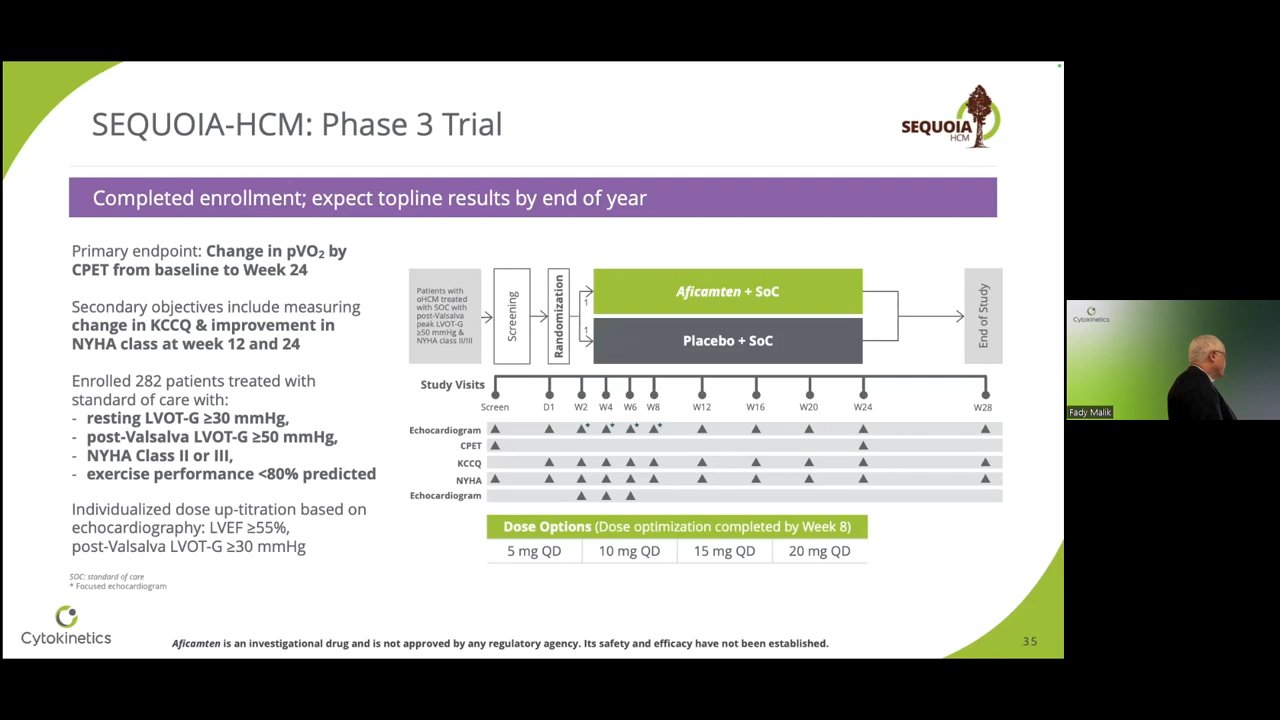 SEQUOIA-HCM: Phase 3 Trial
SEQUOIA
HCM
Completed enrollment; expect topline results by end of year
Primary endpoint: Change in pVO₂ by
CPET from baseline to Week 24
Secondary objectives include measuring
change in KCCQ & improvement in
NYHA class at week 12 and 24
Enrolled 282 patients treated with
standard of care with:
- resting LVOT-G ≥30 mmHg,
- post-Valsalva LVOT-G ≥50 mmHg,
- NYHA Class II or III,
- exercise performance <80% predicted
Individualized dose up-titration based on
echocardiography: LVEF ≥55%,
post-Valsalva LVOT-G ≥30 mmHg
SOC: standard of care
* Focused echocardiogram
Patients with
oHCM treated
with SOC with
post-Valsalva
peak LVOT-G
≥50 mmHg &
NYHA class II/III
Screening
Randomization
1
1
Aficamten + SoC
Placebo + SoC
End of Study
Study Visits
Screen D1 W2 W4 W6 W8 W12 W16 W20 W24 W28
Echocardiogram * * * *
CPET
KCCQ
NYHA
Echocardiogram
Dose Options (Dose optimization completed by Week 8)
5 mg QD 10 mg QD 15 mg QD 20 mg QD
Cytokinetics
Aficamten is an investigational drug and is not approved by any regulatory agency. Its safety and efficacy have not been established.
35
Cytokinetics
Fady Malik